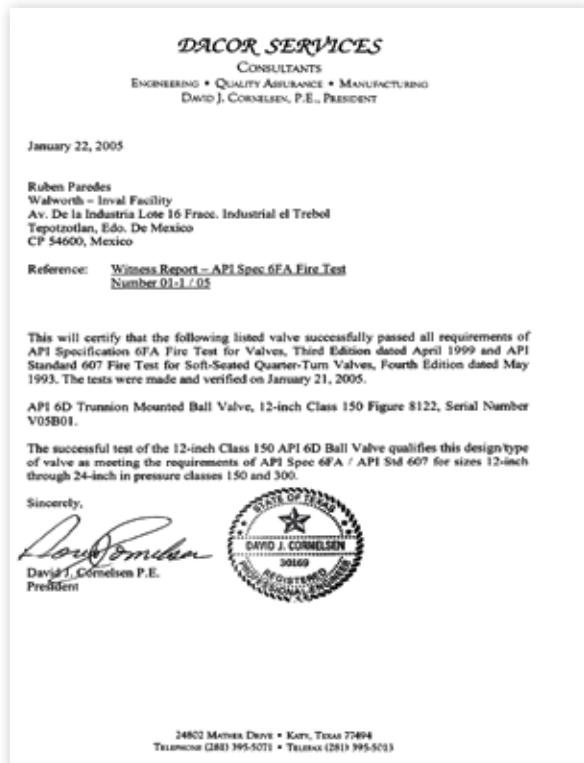 DACOR SERVICES
CONSULTANTS
ENGINEERING • QUALITY ASSURANCE • MANUFACTURING
DAVID J. CORNELSEN, P.E., PRESIDENT
January 22, 2005
Ruben Paredes
Walworth – Inval Facility
Av. De la Industria Lote 16 Fracc. Industrial el Trebol
Tepotzotlan, Edo. De Mexico
CP 54600, Mexico
Reference: Witness Report – API Spec 6FA Fire Test
Number 01-1 / 05
This will certify that the following listed valve successfully passed all requirements of
API Specification 6FA Fire Test for Valves, Third Edition dated April 1999 and API
Standard 607 Fire Test for Soft-Seated Quarter-Turn Valves, Fourth Edition dated May
1993. The tests were made and verified on January 21, 2005.
API 6D Trunnion Mounted Ball Valve, 12-inch Class 150 Figure 8122, Serial Number
V05B01.
The successful test of the 12-inch Class 150 API 6D Ball Valve qualifies this design/type
of valve as meeting the requirements of API Spec 6FA / API Std 607 for sizes 12-inch
through 24-inch in pressure classes 150 and 300.
Sincerely,
David J. Cornelsen P.E.
President
STATE OF TEXAS
DAVID J. CORNELSEN
30169
REGISTERED
PROFESSIONAL ENGINEER
24802 MATHER DRIVE • KATY, TEXAS 77494
TELEPHONE (281) 395-5071 • TELEFAX (281) 395-5013